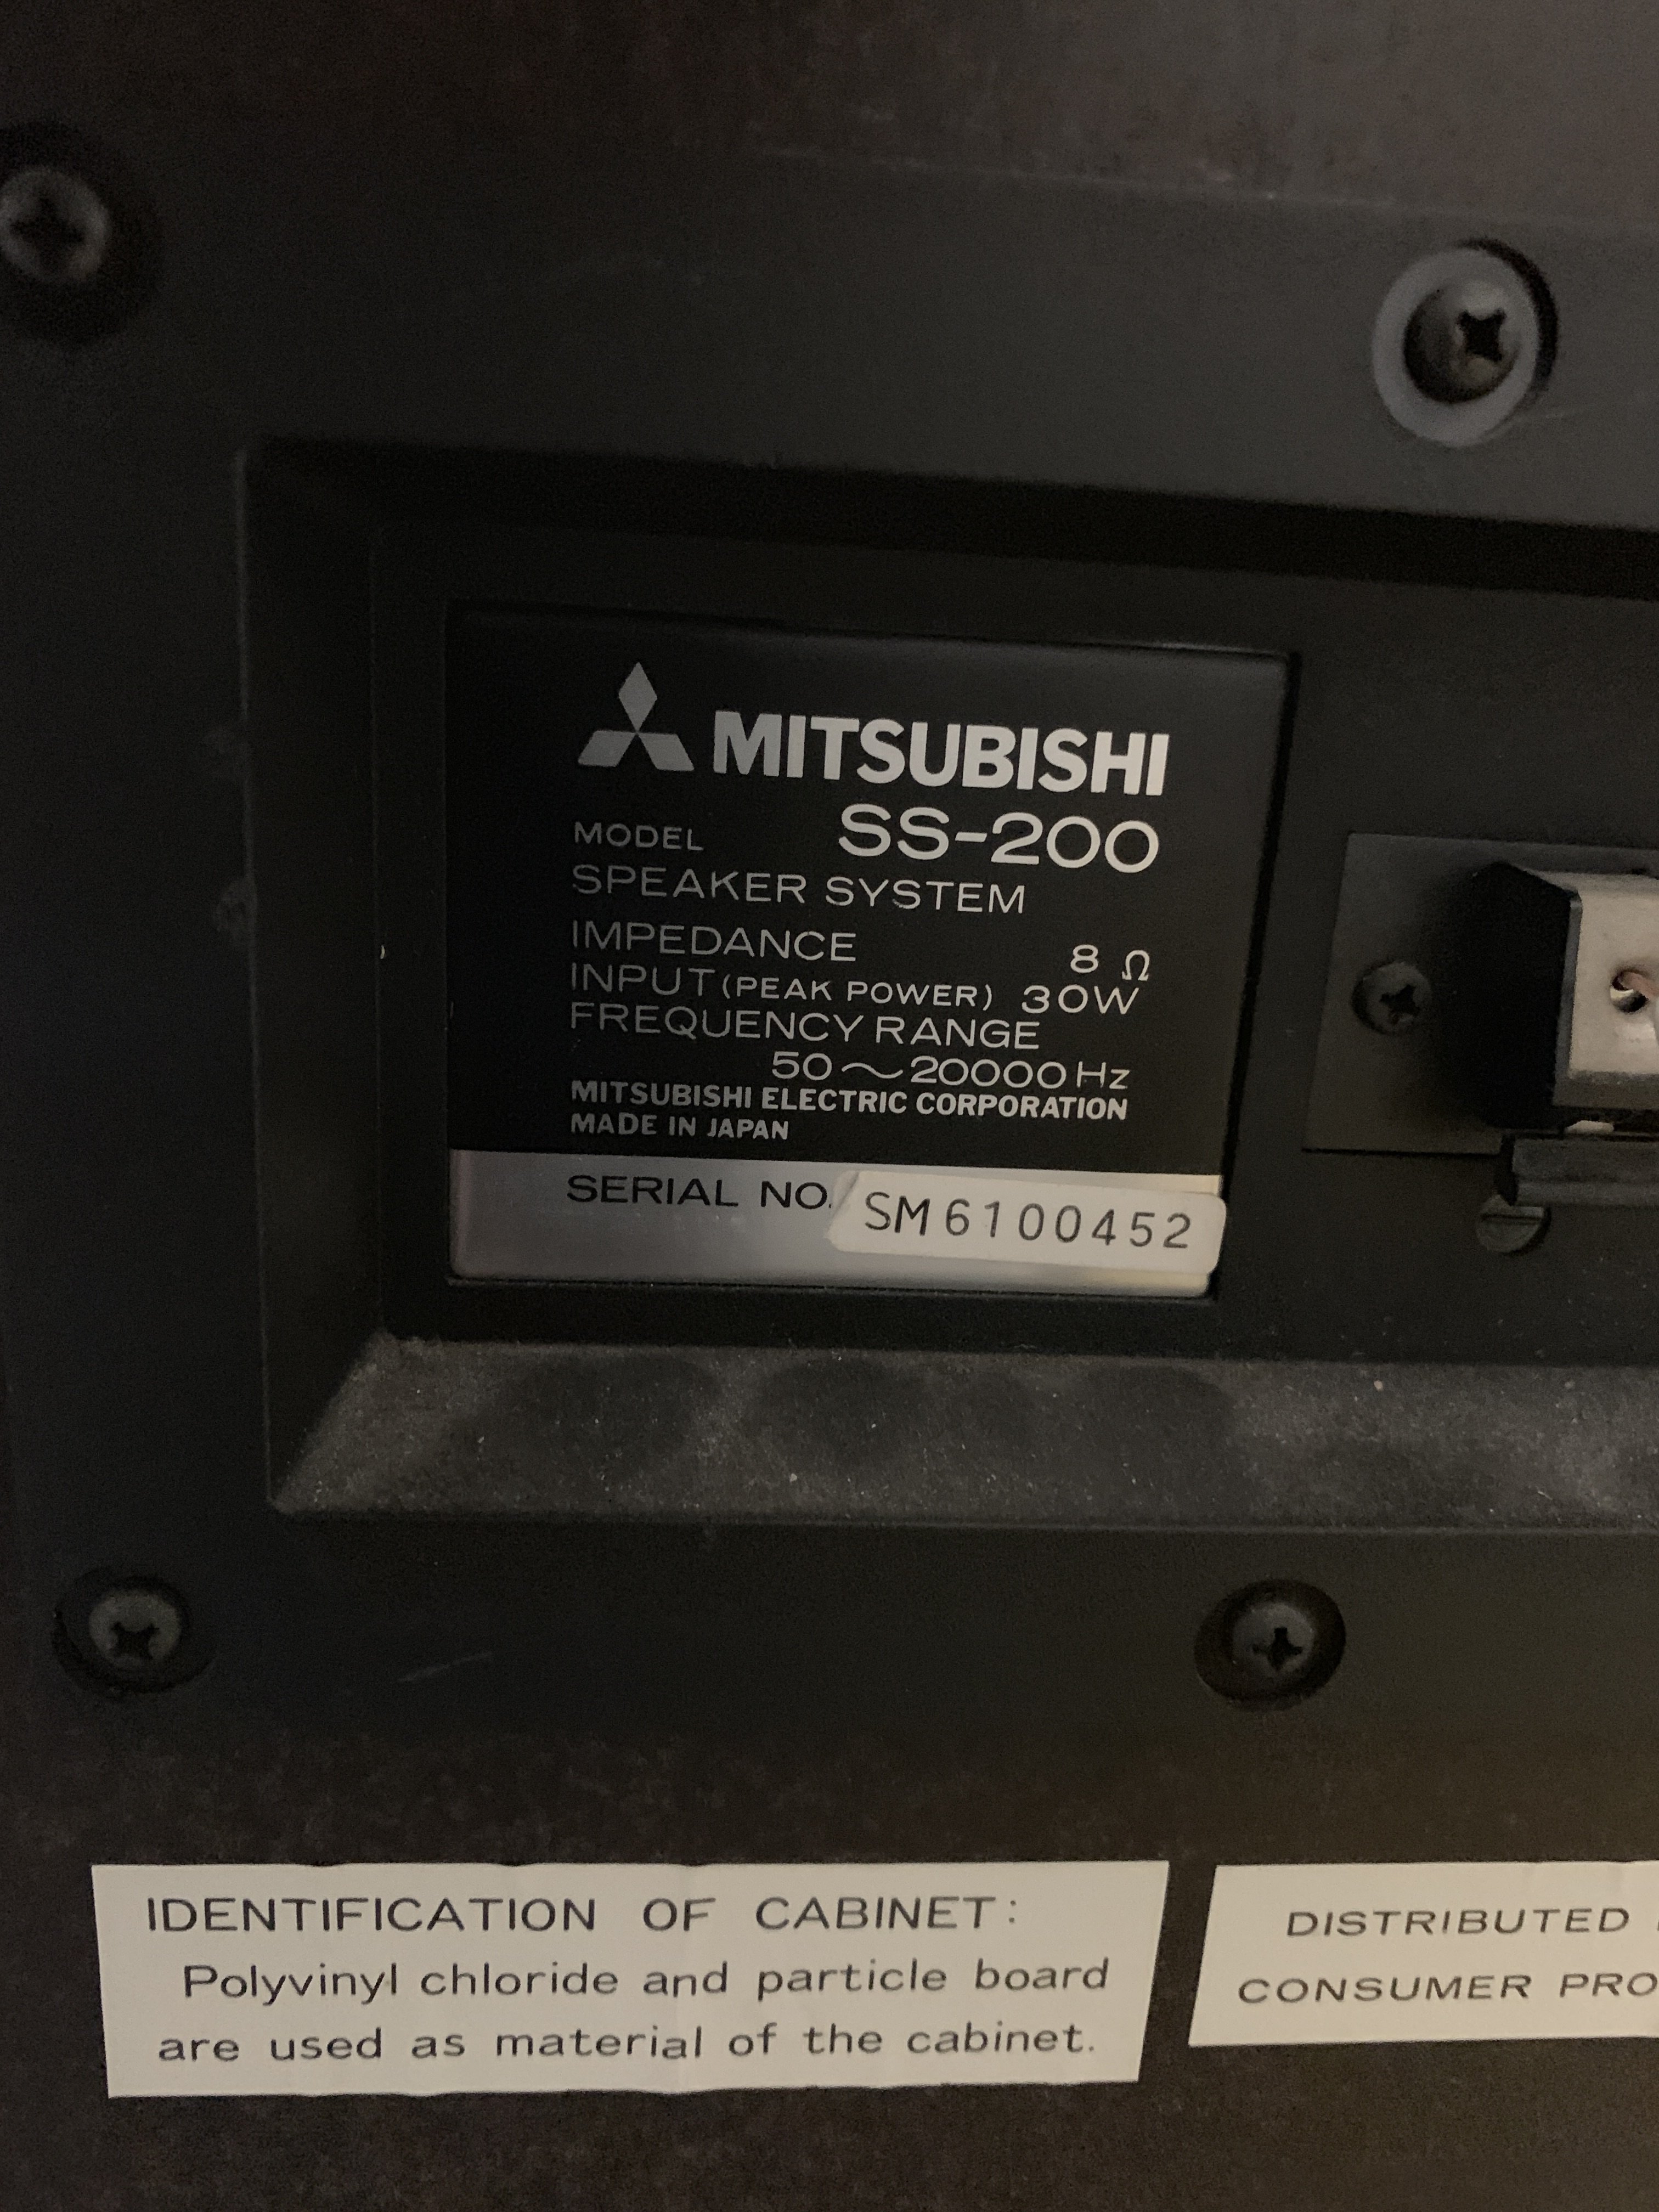 MITSUBISHI
MODEL SS-200
SPEAKER SYSTEM
IMPEDANCE 8 Ω
INPUT (PEAK POWER) 30W
FREQUENCY RANGE
50～20000Hz
MITSUBISHI ELECTRIC CORPORATION
MADE IN JAPAN
SERIAL NO. SM6100452
IDENTIFICATION OF CABINET:
Polyvinyl chloride and particle board
are used as material of the cabinet.
DISTRIBUTED
CONSUMER